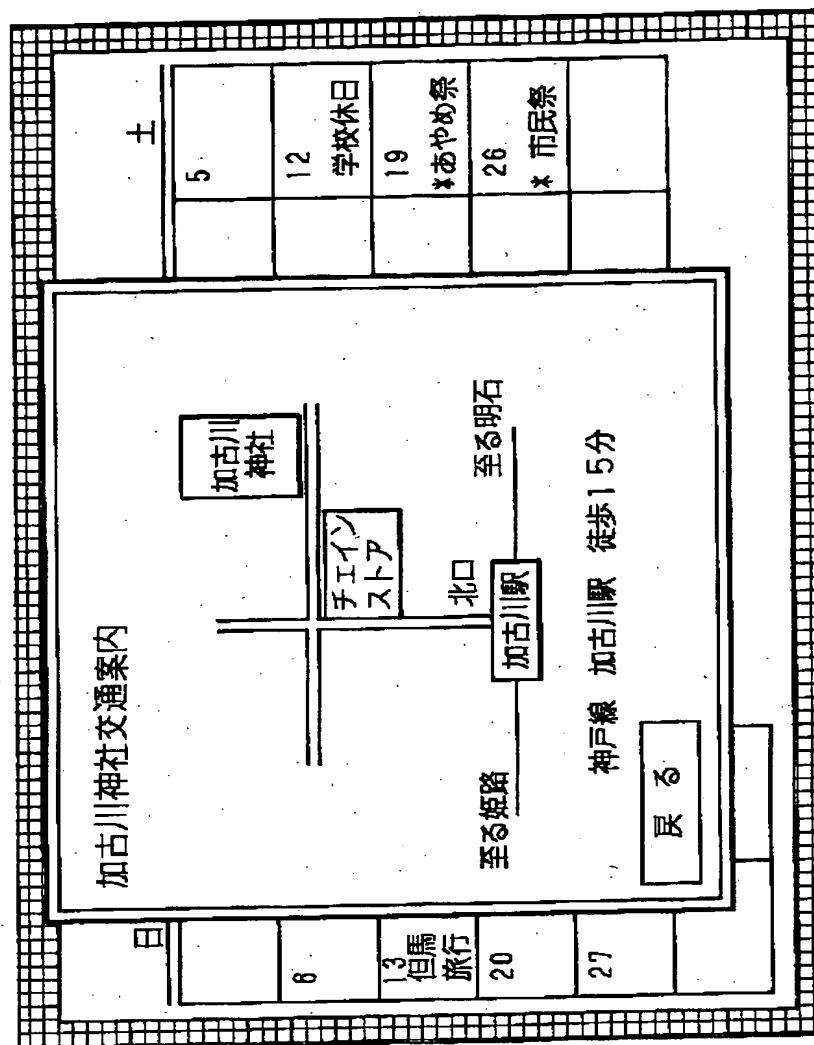 日
土
5
6
12
学校休日
13
但馬
旅行
19
*あやめ祭
20
26
* 市民祭
27
加古川神社交通案内
加古川
神社
チェイン
ストア
北口
至る姫路
加古川駅
至る明石
神戸線 加古川駅 徒歩15分
戻る